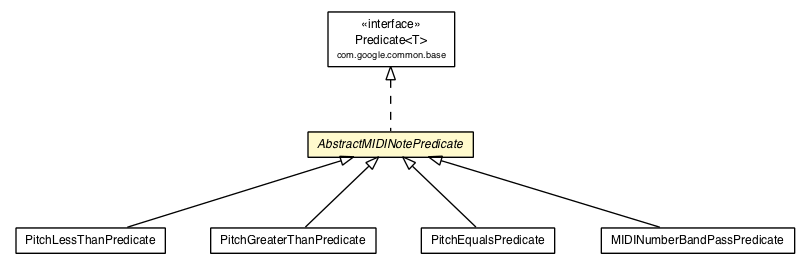 «interface»
Predicate<T>
com.google.common.base
AbstractMIDINotePredicate
PitchLessThanPredicate
PitchGreaterThanPredicate
PitchEqualsPredicate
MIDINumberBandPassPredicate